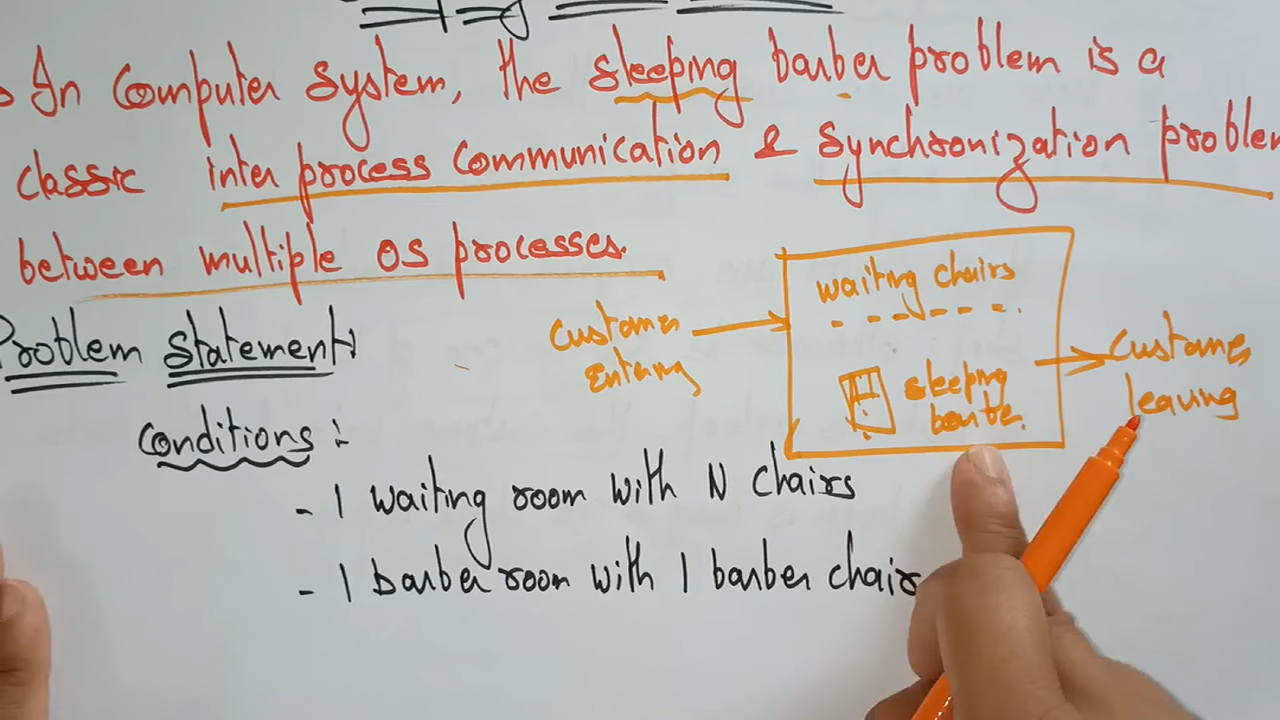 In Computer system, the sleeping barber problem is a
classic inter process communication & synchronization problem
between multiple OS processes.
Problem Statement:
Conditions:
- 1 waiting room with N chairs
- 1 barber room with 1 barber chair
Customer
Entering
waiting chairs
sleeping
barber.
Customer
leaving